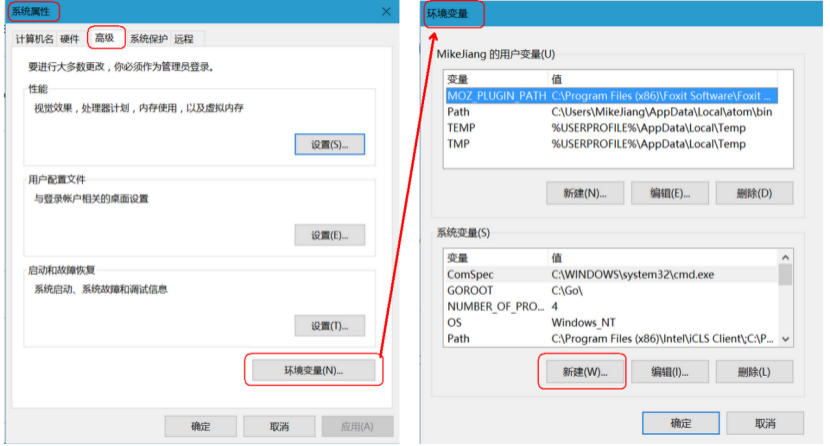 系统属性
计算机名 硬件 高级 系统保护 远程
要进行大多数更改，你必须作为管理员登录。
性能
视觉效果，处理器计划，内存使用，以及虚拟内存
设置(S)...
用户配置文件
与登录帐户相关的桌面设置
设置(E)...
启动和故障恢复
系统启动、系统故障和调试信息
设置(T)...
环境变量(N)...
确定 取消 应用(A)
环境变量
MikeJiang 的用户变量(U)
变量 值
MOZ_PLUGIN_PATH C:\Program Files (x86)\Foxit Software\Foxit ...
Path C:\Users\MikeJiang\AppData\Local\atom\bin
TEMP %USERPROFILE%\AppData\Local\Temp
TMP %USERPROFILE%\AppData\Local\Temp
新建(N)... 编辑(E)... 删除(D)
系统变量(S)
变量 值
ComSpec C:\WINDOWS\system32\cmd.exe
GOROOT C:\Go\
NUMBER_OF_PRO... 4
OS Windows_NT
Path C:\Program Files (x86)\Intel\iCLS Client\;C:\P...
新建(W)... 编辑(I)... 删除(L)
确定 取消